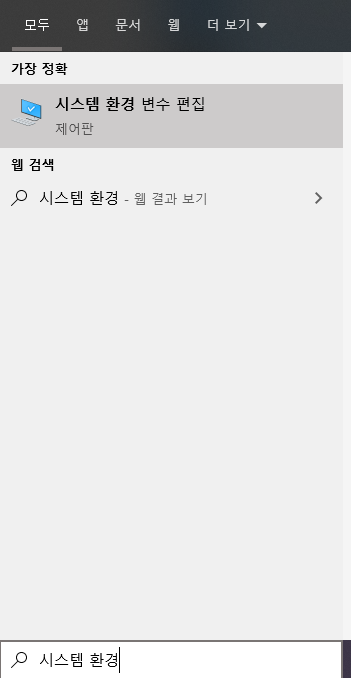 모두 앱 문서 웹 더 보기
가장 정확
시스템 환경 변수 편집
제어판
웹 검색
시스템 환경 - 웹 결과 보기
시스템 환경